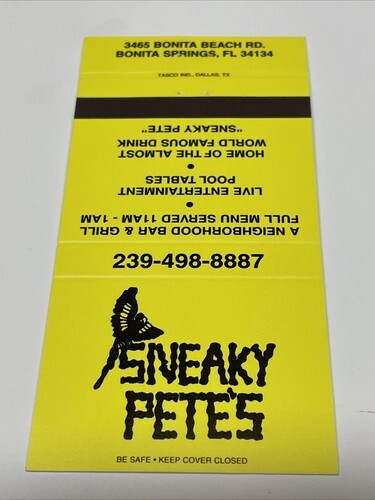 3465 BONITA BEACH RD.
BONITA SPRINGS, FL 34134
TASCO IND., DALLAS, TX
A NEIGHBORHOOD BAR & GRILL
FULL MENU SERVED 11AM - 1AM
•
LIVE ENTERTAINMENT
POOL TABLES
•
HOME OF THE ALMOST
WORLD FAMOUS DRINK
"SNEAKY PETE"
239-498-8887
SNEAKY
PETE'S
BE SAFE • KEEP COVER CLOSED